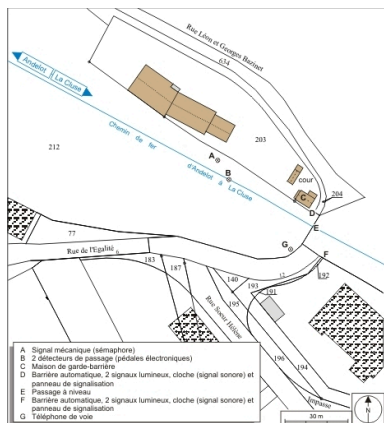 Rue Léon et Georges Bazinet
634
Andelot
La Cluse
Chemin de fer
d'Andelot à La Cluse
203
212
A
B
cour
C
204
D
E
77
G
Rue de l'Egalité
F
183
187
12
192
140
193
191
195
Rue Soeur Hélène
196
194
Impasse
A Signal mécanique (sémaphore)
B 2 détecteurs de passage (pédales électroniques)
C Maison de garde-barrière
D Barrière automatique, 2 signaux lumineux, cloche (signal sonore) et
panneau de signalisation
E Passage à niveau
F Barrière automatique, 2 signaux lumineux, cloche (signal sonore) et
panneau de signalisation
G Téléphone de voie
30 m
N